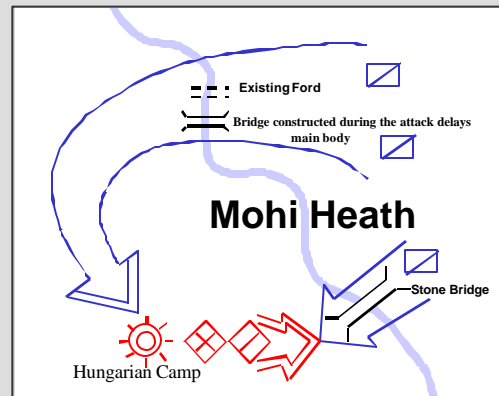 Existing Ford
Bridge constructed during the attack delays
main body
Mohi Heath
Stone Bridge
Hungarian Camp